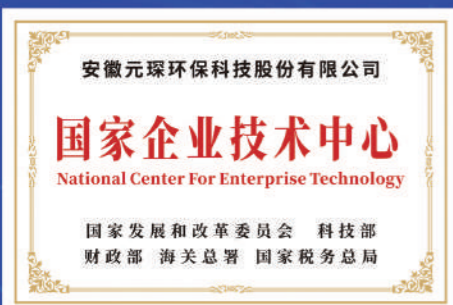 安徽元琛环保科技股份有限公司
国家企业技术中心
National Center For Enterprise Technology
国家发展和改革委员会 科技部
财政部 海关总署 国家税务总局